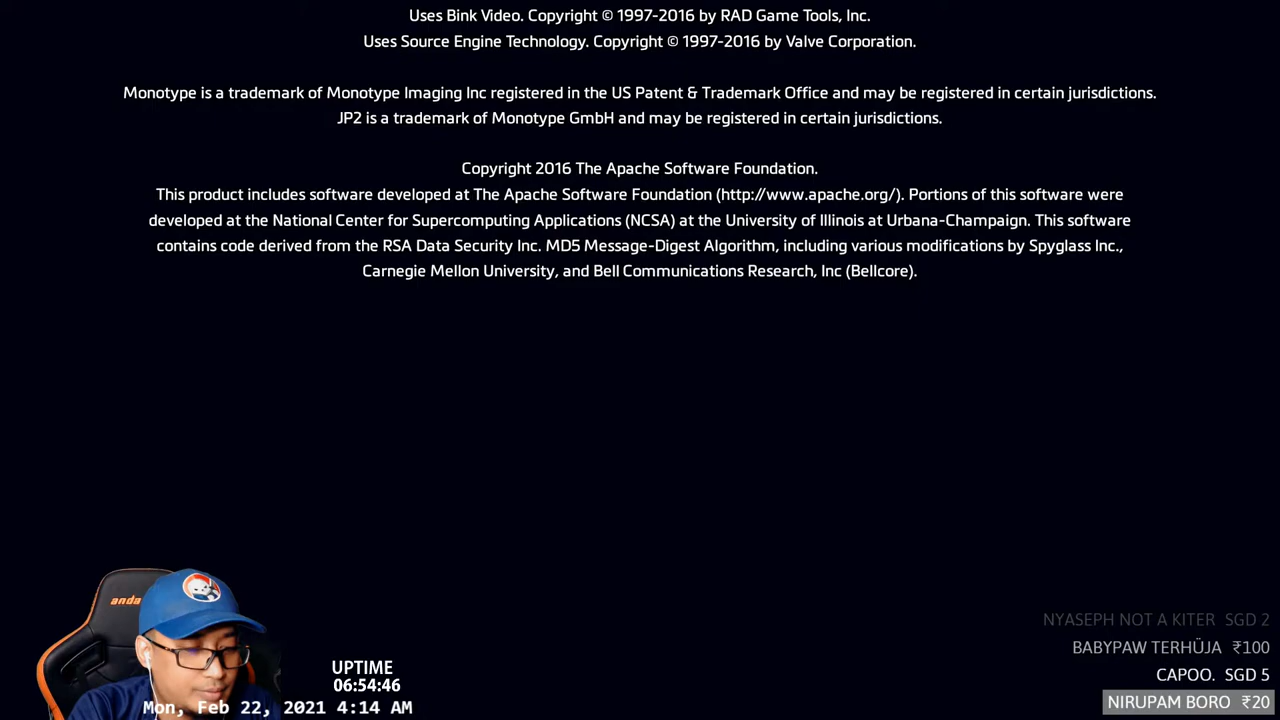 Uses Bink Video. Copyright © 1997-2016 by RAD Game Tools, Inc.
Uses Source Engine Technology. Copyright © 1997-2016 by Valve Corporation.
Monotype is a trademark of Monotype Imaging Inc registered in the US Patent & Trademark Office and may be registered in certain jurisdictions.
JP2 is a trademark of Monotype GmbH and may be registered in certain jurisdictions.
Copyright 2016 The Apache Software Foundation.
This product includes software developed at The Apache Software Foundation (http://www.apache.org/). Portions of this software were
developed at the National Center for Supercomputing Applications (NCSA) at the University of Illinois at Urbana-Champaign. This software
contains code derived from the RSA Data Security Inc. MD5 Message-Digest Algorithm, including various modifications by Spyglass Inc.,
Carnegie Mellon University, and Bell Communications Research, Inc (Bellcore).
anda
UPTIME
06:54:46
Mon, Feb 22, 2021 4:14 AM
NYASEPH NOT A KITER SGD 2
BABYPAW TERHŪJA ₹100
CAPOO. SGD 5
NIRUPAM BORO ₹20